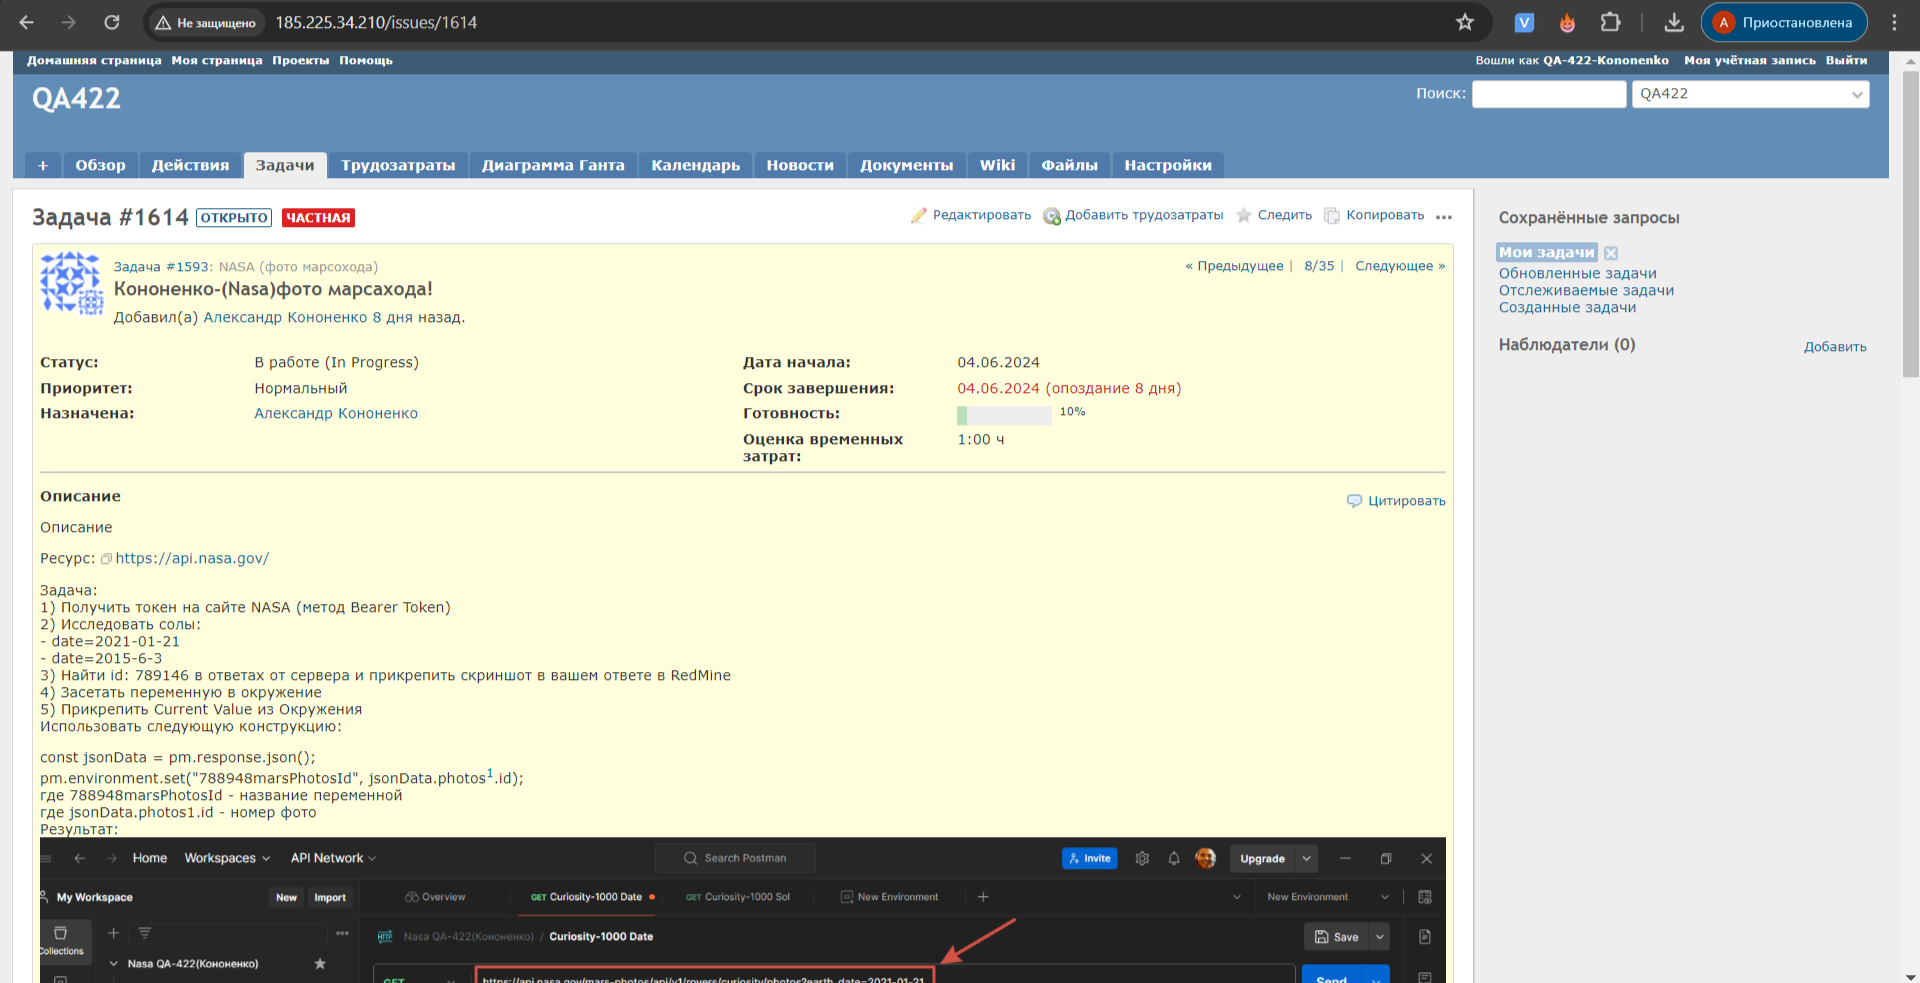 Не защищено 185.225.34.210/issues/1614 V A Приостановлена
Домашняя страница Моя страница Проекты Помощь Вошли как QA-422-Kononenko Моя учётная запись Выйти
QA422 Поиск: QA422
+ Обзор Действия Задачи Трудозатраты Диаграмма Ганта Календарь Новости Документы Wiki Файлы Настройки
Задача #1614 ОТКРЫТО ЧАСТНАЯ Редактировать Добавить трудозатраты Следить Копировать •••
Задача #1593: NASA (фото марсохода) « Предыдущее | 8/35 | Следующее »
Кононенко-(Nasa)фото марсахода!
Добавил(а) Александр Кононенко 8 дня назад.
Статус: В работе (In Progress) Дата начала: 04.06.2024
Приоритет: Нормальный Срок завершения: 04.06.2024 (опоздание 8 дня)
Назначена: Александр Кононенко Готовность: 10%
Оценка временных затрат: 1:00 ч
Описание Цитировать
Описание
Ресурс: https://api.nasa.gov/
Задача:
1) Получить токен на сайте NASA (метод Bearer Token)
2) Исследовать солы:
- date=2021-01-21
- date=2015-6-3
3) Найти id: 789146 в ответах от сервера и прикрепить скриншот в вашем ответе в RedMine
4) Засетать переменную в окружение
5) Прикрепить Current Value из Окружения
Использовать следующую конструкцию:
const jsonData = pm.response.json();
pm.environment.set("788948marsPhotosId", jsonData.photos1.id);
где 788948marsPhotosId - название переменной
где jsonData.photos1.id - номер фото
Результат:
Home Workspaces API Network Search Postman Invite Upgrade
My Workspace New Import Overview GET Curiosity-1000 Date GET Curiosity-1000 Sol New Environment + New Environment
Collections + ••• HTTP Nasa QA-422(Кононенко) / Curiosity-1000 Date Save
Nasa QA-422(Кононенко)
GET https://api.nasa.gov/mars-photos/api/v1/rovers/curiosity/photos?earth_date=2021-01-21 Send
Сохранённые запросы
Мои задачи
Обновленные задачи
Отслеживаемые задачи
Созданные задачи
Наблюдатели (0) Добавить